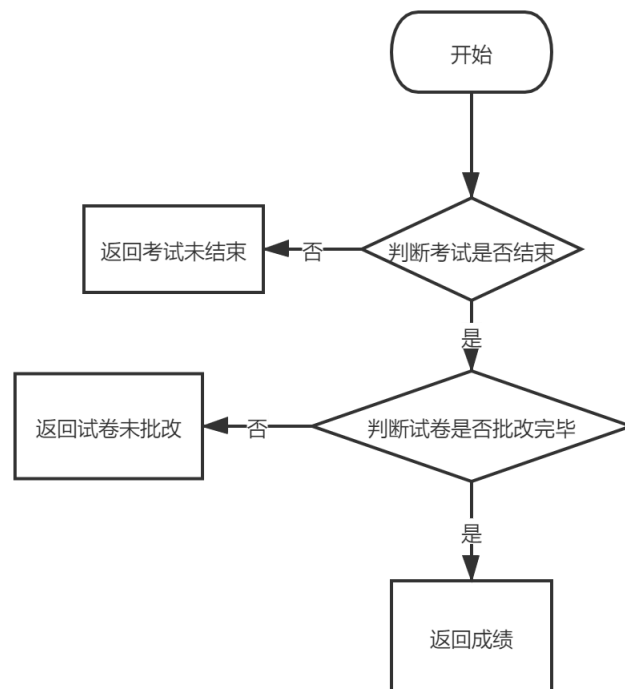 开始
判断考试是否结束
否
返回考试未结束
是
判断试卷是否批改完毕
否
返回试卷未批改
是
返回成绩